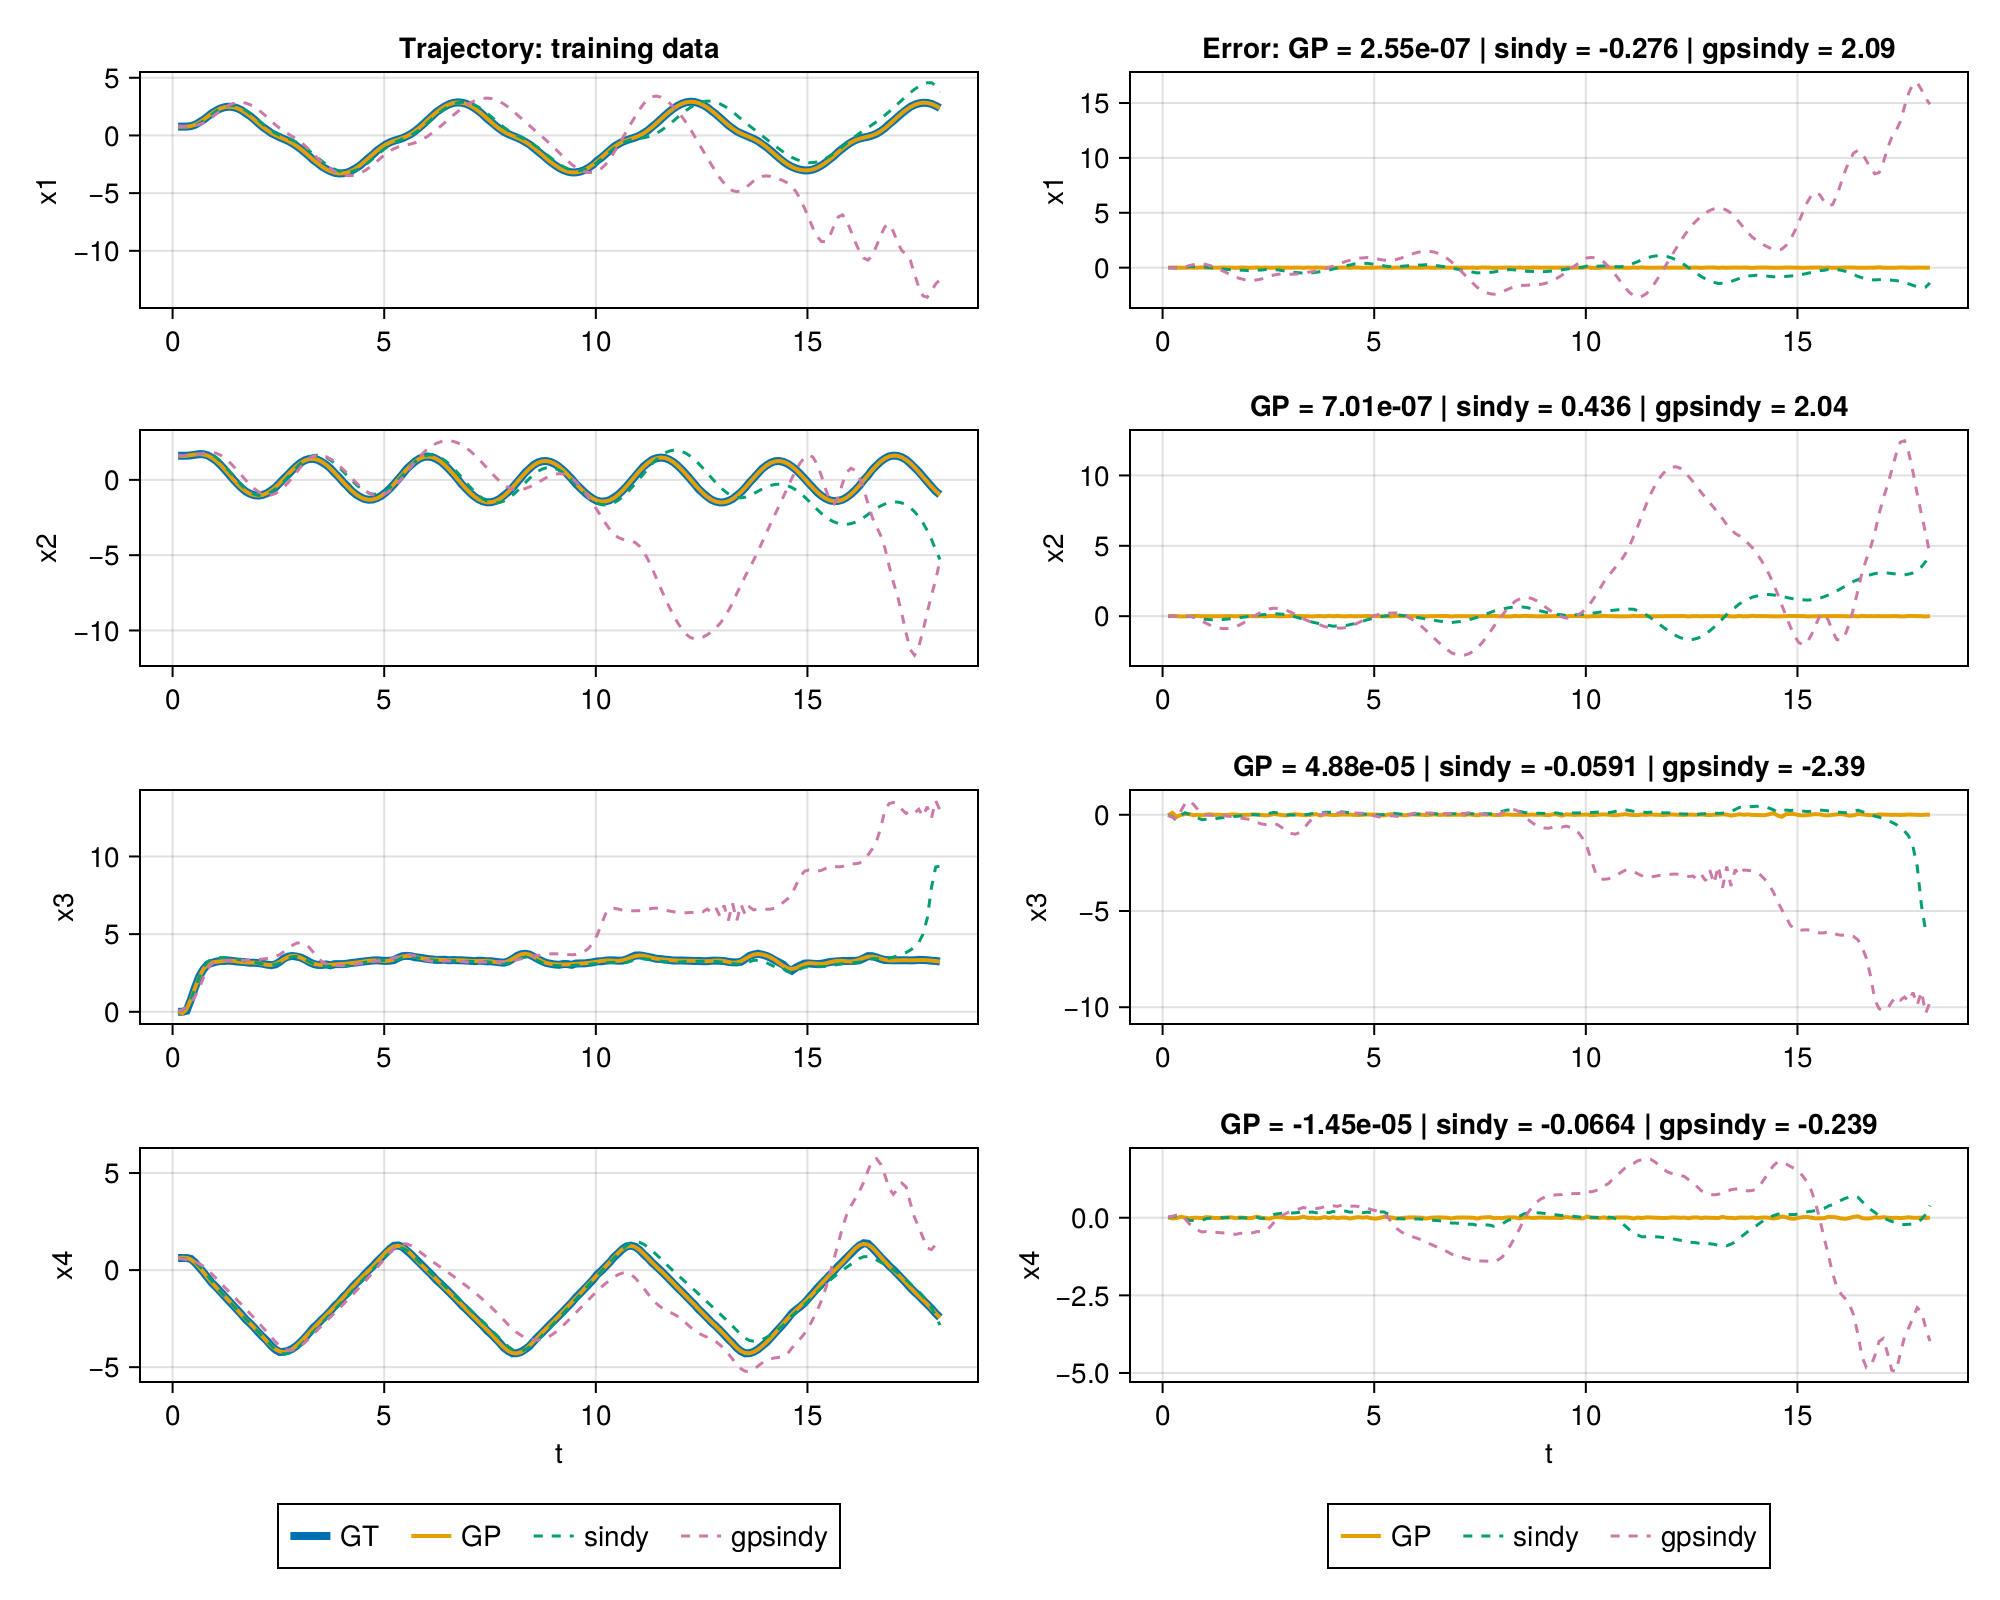 Trajectory: training data
Error: GP = 2.55e-07 | sindy = -0.276 | gpsindy = 2.09
x1
5
0
−5
−10
0 5 10 15
x1
15
10
5
0
0 5 10 15
GP = 7.01e-07 | sindy = 0.436 | gpsindy = 2.04
x2
0
−5
−10
0 5 10 15
x2
10
5
0
0 5 10 15
GP = 4.88e-05 | sindy = -0.0591 | gpsindy = -2.39
x3
10
5
0
0 5 10 15
x3
0
−5
−10
0 5 10 15
GP = -1.45e-05 | sindy = -0.0664 | gpsindy = -0.239
x4
5
0
−5
0 5 10 15
t
x4
0.0
−2.5
−5.0
0 5 10 15
t
GT GP sindy gpsindy
GP sindy gpsindy